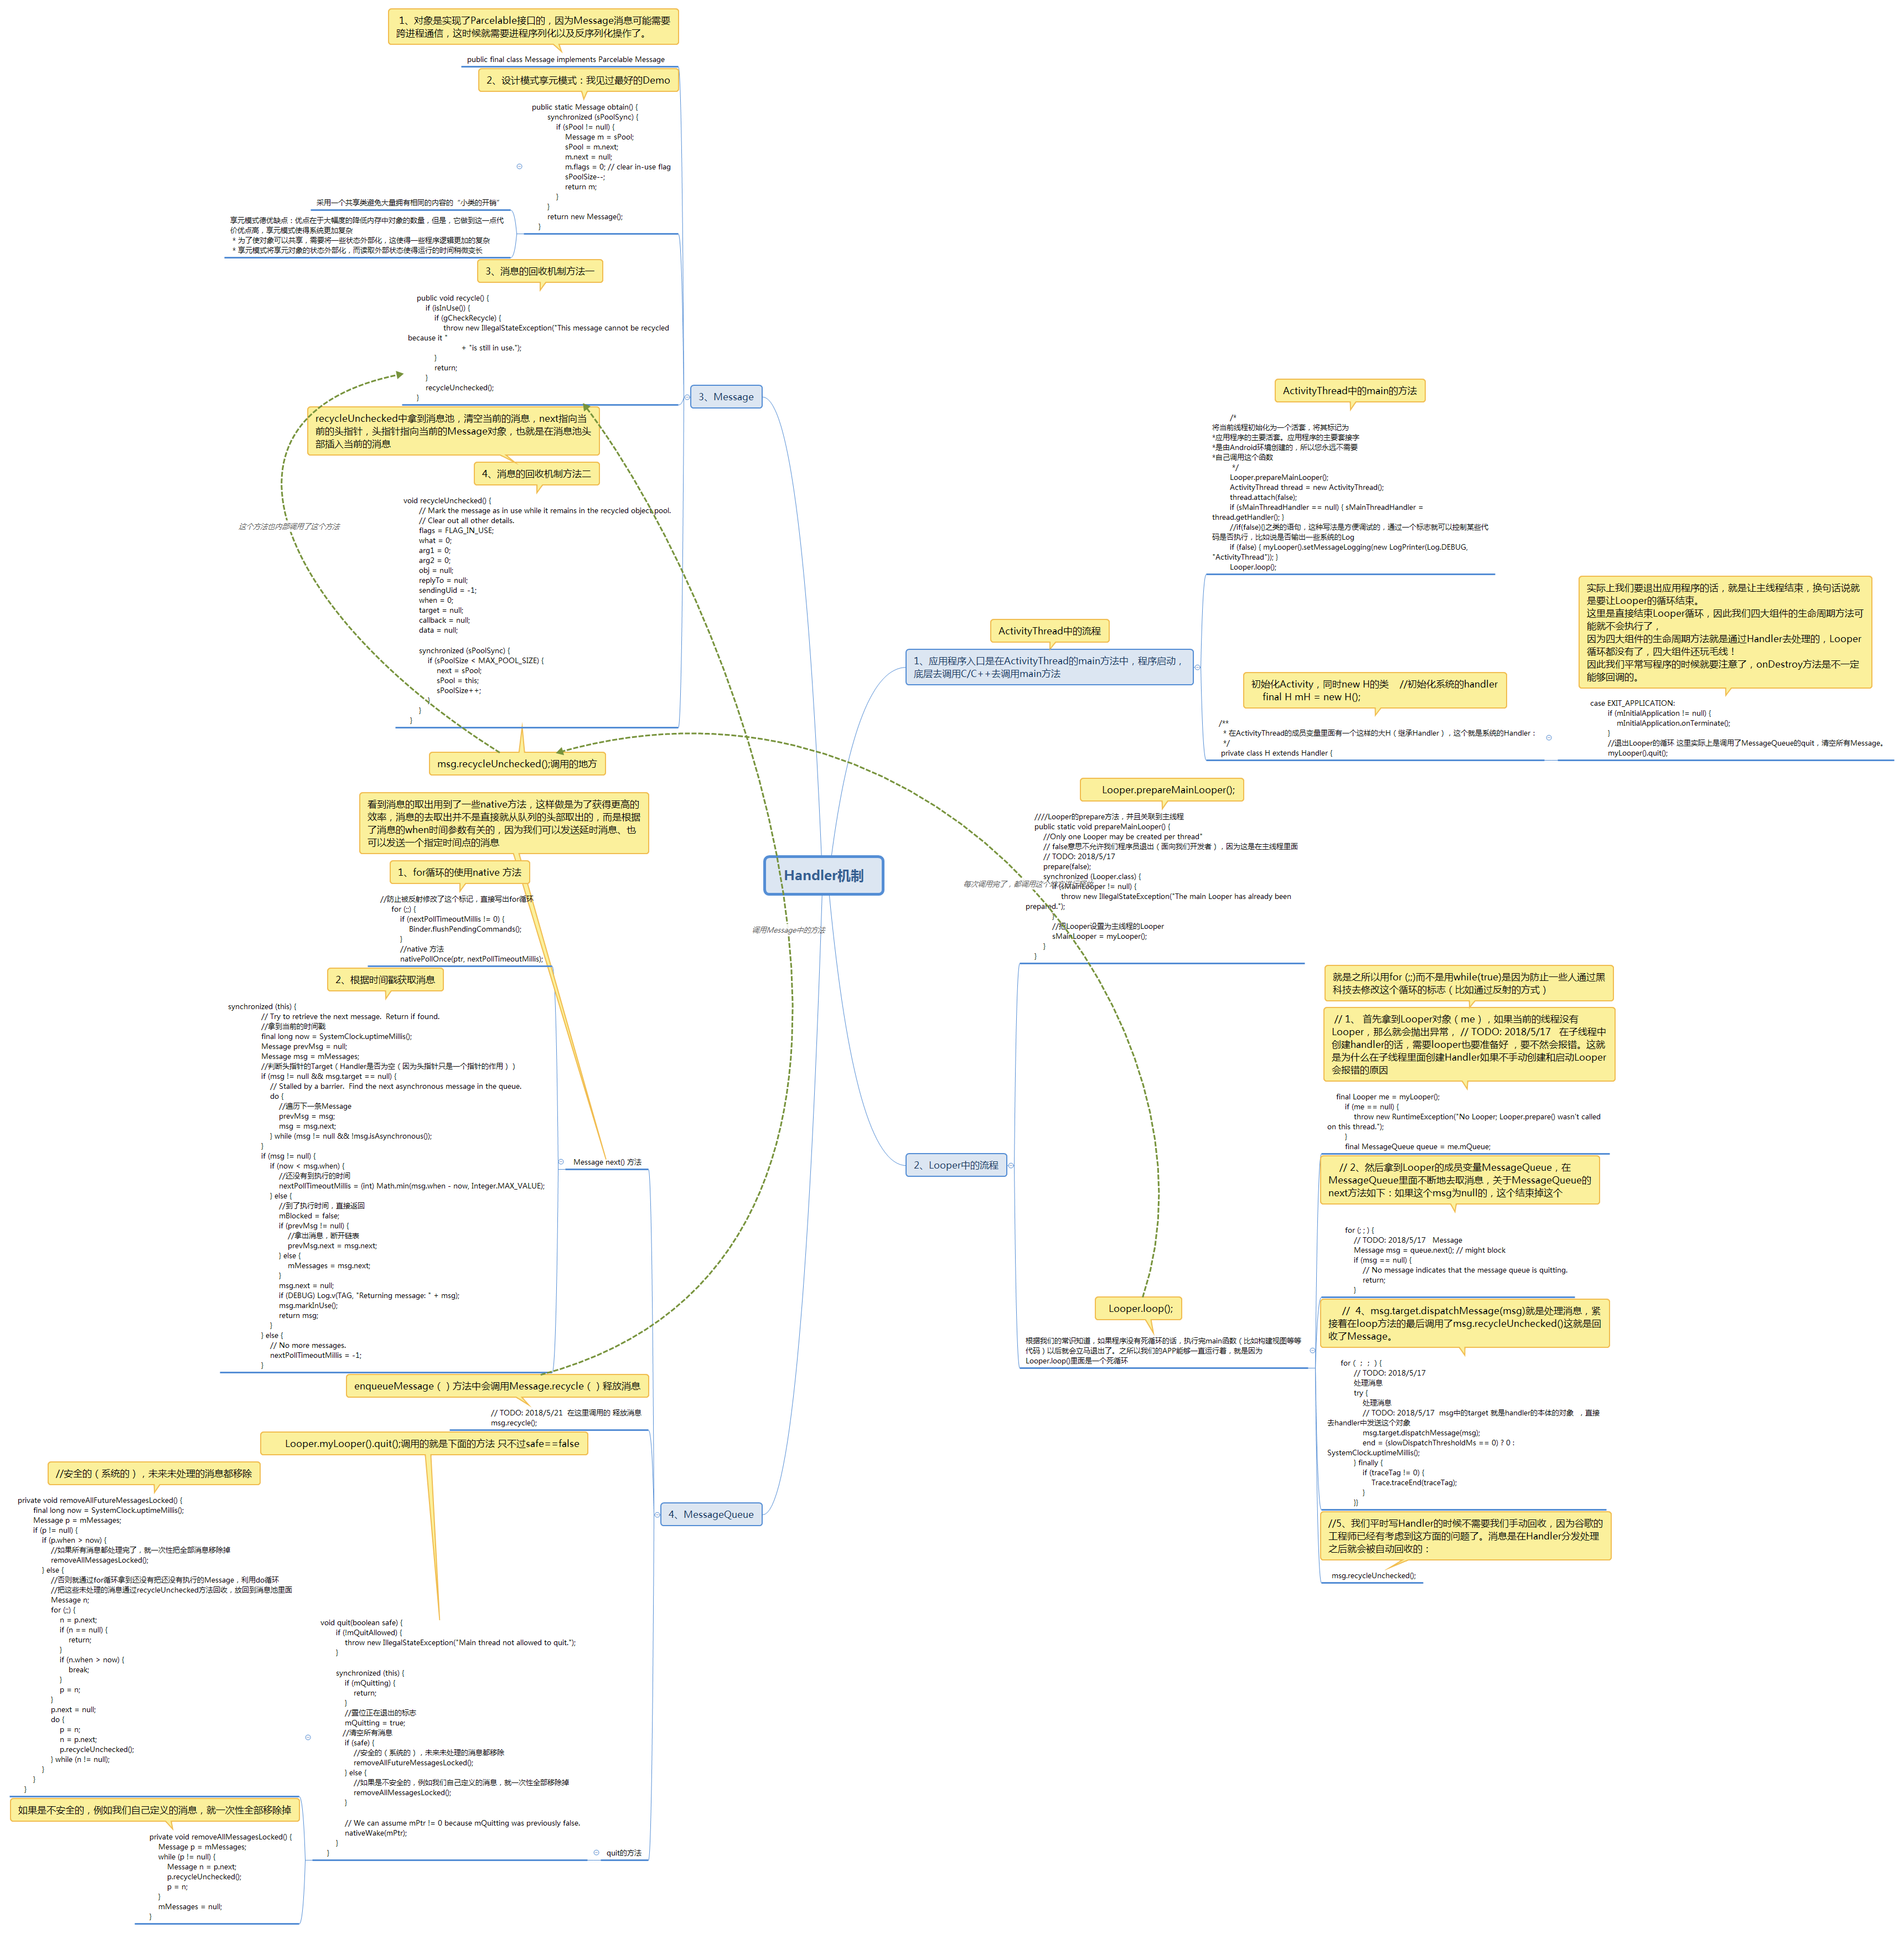 Handler机制
ActivityThread中的流程
1、应用程序入口是在ActivityThread的main方法中，程序启动，
底层去调用C/C++去调用main方法
ActivityThread中的main的方法
/*
将当前线程初始化为一个活套，将其标记为
*应用程序的主要活套。应用程序的主要套接字
*是由Android环境创建的，所以您永远不需要
*自己调用这个函数
*/
Looper.prepareMainLooper();
ActivityThread thread = new ActivityThread();
thread.attach(false);
if (sMainThreadHandler == null) { sMainThreadHandler =
thread.getHandler(); }
//if(false){}之类的语句，这种写法是方便调试的，通过一个标志就可以控制某些代
码是否执行，比如说是否输出一些系统的Log
if (false) { myLooper().setMessageLogging(new LogPrinter(Log.DEBUG,
"ActivityThread")); }
Looper.loop();
初始化Activity，同时new H的类 //初始化系统的handler
final H mH = new H();
/**
* 在ActivityThread的成员变量里面有一个这样的大H（继承Handler），这个就是系统的Handler：
*/
private class H extends Handler {
实际上我们要退出应用程序的话，就是让主线程结束，换句话说就
是要让Looper的循环结束。
这里是直接结束Looper循环，因此我们四大组件的生命周期方法可
能就不会执行了，
因为四大组件的生命周期方法就是通过Handler去处理的，Looper
循环都没有了，四大组件还玩毛线！
因此我们平常写程序的时候就要注意了，onDestroy方法是不一定
能够回调的。
case EXIT_APPLICATION:
if (mInitialApplication != null) {
mInitialApplication.onTerminate();
}
//退出Looper的循环 这里实际上是调用了MessageQueue的quit，清空所有Message。
myLooper().quit();
2、Looper中的流程
Looper.prepareMainLooper();
////Looper的prepare方法，并且关联到主线程
public static void prepareMainLooper() {
//Only one Looper may be created per thread"
// false意思不允许我们程序员退出（面向我们开发者），因为这是在主线程里面
// TODO: 2018/5/17
prepare(false);
synchronized (Looper.class) {
if (sMainLooper != null) {
throw new IllegalStateException("The main Looper has already been
prepared.");
}
//把Looper设置为主线程的Looper
sMainLooper = myLooper();
}
}
Looper.loop();
根据我们的常识知道，如果程序没有死循环的话，执行完main函数（比如构建视图等等
代码）以后就会立马退出了。之所以我们的APP能够一直运行着，就是因为
Looper.loop()里面是一个死循环
就是之所以用for (;;)而不是用while(true)是因为防止一些人通过黑
科技去修改这个循环的标志（比如通过反射的方式）
// 1、 首先拿到Looper对象（me），如果当前的线程没有
Looper，那么就会抛出异常， // TODO: 2018/5/17 在子线程中
创建handler的话，需要looper也要准备好 ，要不然会报错。这就
是为什么在子线程里面创建Handler如果不手动创建和启动Looper
会报错的原因
final Looper me = myLooper();
if (me == null) {
throw new RuntimeException("No Looper; Looper.prepare() wasn't called
on this thread.");
}
final MessageQueue queue = me.mQueue;
// 2、然后拿到Looper的成员变量MessageQueue，在
MessageQueue里面不断地去取消息，关于MessageQueue的
next方法如下：如果这个msg为null的，这个结束掉这个
for (; ; ) {
// TODO: 2018/5/17 Message
Message msg = queue.next(); // might block
if (msg == null) {
// No message indicates that the message queue is quitting.
return;
}
// 4、msg.target.dispatchMessage(msg)就是处理消息，紧
接着在loop方法的最后调用了msg.recycleUnchecked()这就是回
收了Message。
for （ ； ； ）{
// TODO: 2018/5/17
处理消息
try {
处理消息
// TODO: 2018/5/17 msg中的target 就是handler的本体的对象 ，直接
去handler中发送这个对象
msg.target.dispatchMessage(msg);
end = (slowDispatchThresholdMs == 0) ? 0 :
SystemClock.uptimeMillis();
} finally {
if (traceTag != 0) {
Trace.traceEnd(traceTag);
}
}}
//5、我们平时写Handler的时候不需要我们手动回收，因为谷歌的
工程师已经有考虑到这方面的问题了。消息是在Handler分发处理
之后就会被自动回收的：
msg.recycleUnchecked();
3、Message
1、对象是实现了Parcelable接口的，因为Message消息可能需要
跨进程通信，这时候就需要进程序列化以及反序列化操作了。
public final class Message implements Parcelable Message
2、设计模式享元模式：我见过最好的Demo
public static Message obtain() {
synchronized (sPoolSync) {
if (sPool != null) {
Message m = sPool;
sPool = m.next;
m.next = null;
m.flags = 0; // clear in-use flag
sPoolSize--;
return m;
}
}
return new Message();
}
采用一个共享类避免大量拥有相同的内容的“小类的开销”
享元模式德优缺点：优点在于大幅度的降低内存中对象的数量，但是，它做到这一点代
价优点高，享元模式使得系统更加复杂
* 为了使对象可以共享，需要将一些状态外部化，这使得一些程序逻辑更加的复杂
* 享元模式将享元对象的状态外部化，而读取外部状态使得运行的时间稍微变长
3、消息的回收机制方法一
public void recycle() {
if (isInUse()) {
if (gCheckRecycle) {
throw new IllegalStateException("This message cannot be recycled
because it "
+ "is still in use.");
}
return;
}
recycleUnchecked();
}
recycleUnchecked中拿到消息池，清空当前的消息，next指向当
前的头指针，头指针指向当前的Message对象，也就是在消息池头
部插入当前的消息
4、消息的回收机制方法二
void recycleUnchecked() {
// Mark the message as in use while it remains in the recycled object pool.
// Clear out all other details.
flags = FLAG_IN_USE;
what = 0;
arg1 = 0;
arg2 = 0;
obj = null;
replyTo = null;
sendingUid = -1;
when = 0;
target = null;
callback = null;
data = null;
synchronized (sPoolSync) {
if (sPoolSize < MAX_POOL_SIZE) {
next = sPool;
sPool = this;
sPoolSize++;
}
}
}
msg.recycleUnchecked();调用的地方
这个方法也内部调用了这个方法
调用Message中的方法
每次调用完了，都调用这个
4、MessageQueue
看到消息的取出用到了一些native方法，这样做是为了获得更高的
效率，消息的去取出并不是直接就从队列的头部取出的，而是根据
了消息的when时间参数有关的，因为我们可以发送延时消息、也
可以发送一个指定时间点的消息
Message next() 方法
1、for循环的使用native 方法
//防止被反射修改了这个标记，直接写出for循环
for (;;) {
if (nextPollTimeoutMillis != 0) {
Binder.flushPendingCommands();
}
//native 方法
nativePollOnce(ptr, nextPollTimeoutMillis);
2、根据时间戳获取消息
synchronized (this) {
// Try to retrieve the next message. Return if found.
//拿到当前的时间戳
final long now = SystemClock.uptimeMillis();
Message prevMsg = null;
Message msg = mMessages;
//判断头指针的Target（Handler是否为空（因为头指针只是一个指针的作用））
if (msg != null && msg.target == null) {
// Stalled by a barrier. Find the next asynchronous message in the queue.
do {
//遍历下一条Message
prevMsg = msg;
msg = msg.next;
} while (msg != null && !msg.isAsynchronous());
}
if (msg != null) {
if (now < msg.when) {
//还没有到执行的时间
nextPollTimeoutMillis = (int) Math.min(msg.when - now, Integer.MAX_VALUE);
} else {
//到了执行时间，直接返回
mBlocked = false;
if (prevMsg != null) {
//拿出消息，断开链表
prevMsg.next = msg.next;
} else {
mMessages = msg.next;
}
msg.next = null;
if (DEBUG) Log.v(TAG, "Returning message: " + msg);
msg.markInUse();
return msg;
}
} else {
// No more messages.
nextPollTimeoutMillis = -1;
}
enqueueMessage（）方法中会调用Message.recycle（）释放消息
// TODO: 2018/5/21 在这里调用的 释放消息
msg.recycle();
Looper.myLooper().quit();调用的就是下面的方法 只不过safe==false
quit的方法
void quit(boolean safe) {
if (!mQuitAllowed) {
throw new IllegalStateException("Main thread not allowed to quit.");
}
synchronized (this) {
if (mQuitting) {
return;
}
//置位正在退出的标志
mQuitting = true;
//清空所有消息
if (safe) {
//安全的（系统的），未来未处理的消息都移除
removeAllFutureMessagesLocked();
} else {
//如果是不安全的，例如我们自己定义的消息，就一次性全部移除掉
removeAllMessagesLocked();
}
// We can assume mPtr != 0 because mQuitting was previously false.
nativeWake(mPtr);
}
}
//安全的（系统的），未来未处理的消息都移除
private void removeAllFutureMessagesLocked() {
final long now = SystemClock.uptimeMillis();
Message p = mMessages;
if (p != null) {
if (p.when > now) {
//如果所有消息都处理完了，就一次性把全部消息移除掉
removeAllMessagesLocked();
} else {
//否则就通过for循环拿到还没有把还没有执行的Message，利用do循环
//把这些未处理的消息通过recycleUnchecked方法回收，放回到消息池里面
Message n;
for (;;) {
n = p.next;
if (n == null) {
return;
}
if (n.when > now) {
break;
}
p = n;
}
p.next = null;
do {
p = n;
n = p.next;
p.recycleUnchecked();
} while (n != null);
}
}
}
如果是不安全的，例如我们自己定义的消息，就一次性全部移除掉
private void removeAllMessagesLocked() {
Message p = mMessages;
while (p != null) {
Message n = p.next;
p.recycleUnchecked();
p = n;
}
mMessages = null;
}